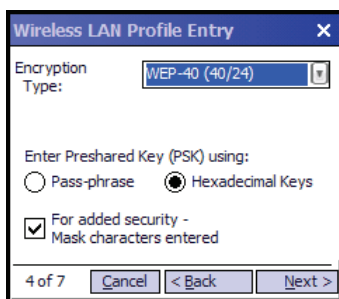 Wireless LAN Profile Entry X
Encryption
Type: WEP-40 (40/24)
Enter Preshared Key (PSK) using:
Pass-phrase Hexadecimal Keys
For added security -
Mask characters entered
4 of 7 Cancel < Back Next >